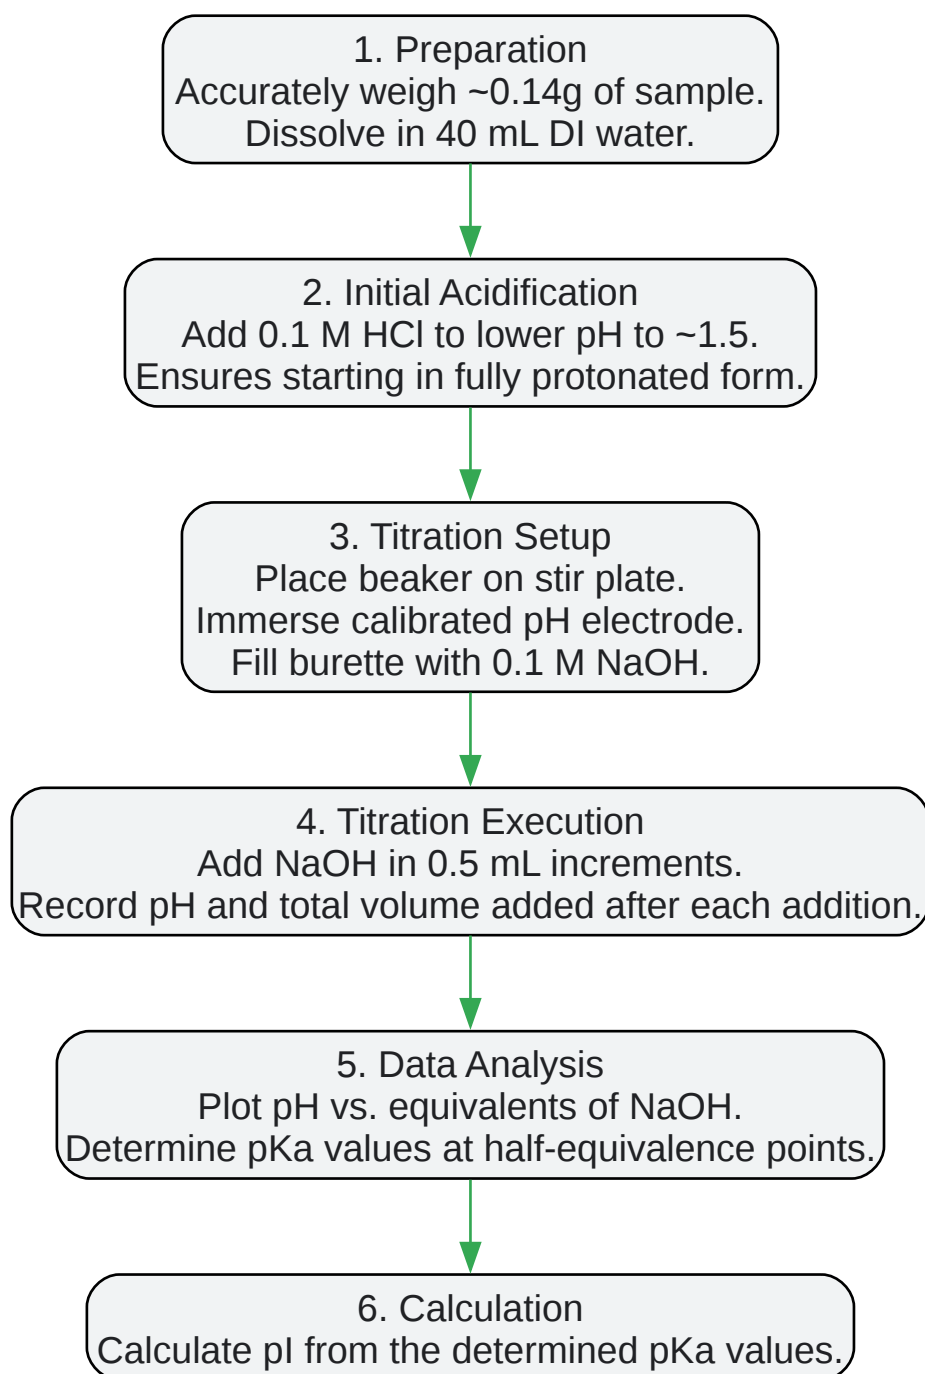 1. Preparation
Accurately weigh ~0.14g of sample.
Dissolve in 40 mL DI water.
2. Initial Acidification
Add 0.1 M HCl to lower pH to ~1.5.
Ensures starting in fully protonated form.
3. Titration Setup
Place beaker on stir plate.
Immerse calibrated pH electrode.
Fill burette with 0.1 M NaOH.
4. Titration Execution
Add NaOH in 0.5 mL increments.
Record pH and total volume added after each addition.
5. Data Analysis
Plot pH vs. equivalents of NaOH.
Determine pKa values at half-equivalence points.
6. Calculation
Calculate pI from the determined pKa values.